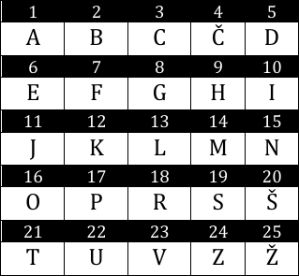 1 2 3 4 5
A B C Č D
6 7 8 9 10
E F G H I
11 12 13 14 15
J K L M N
16 17 18 19 20
O P R S Š
21 22 23 24 25
T U V Z Ž